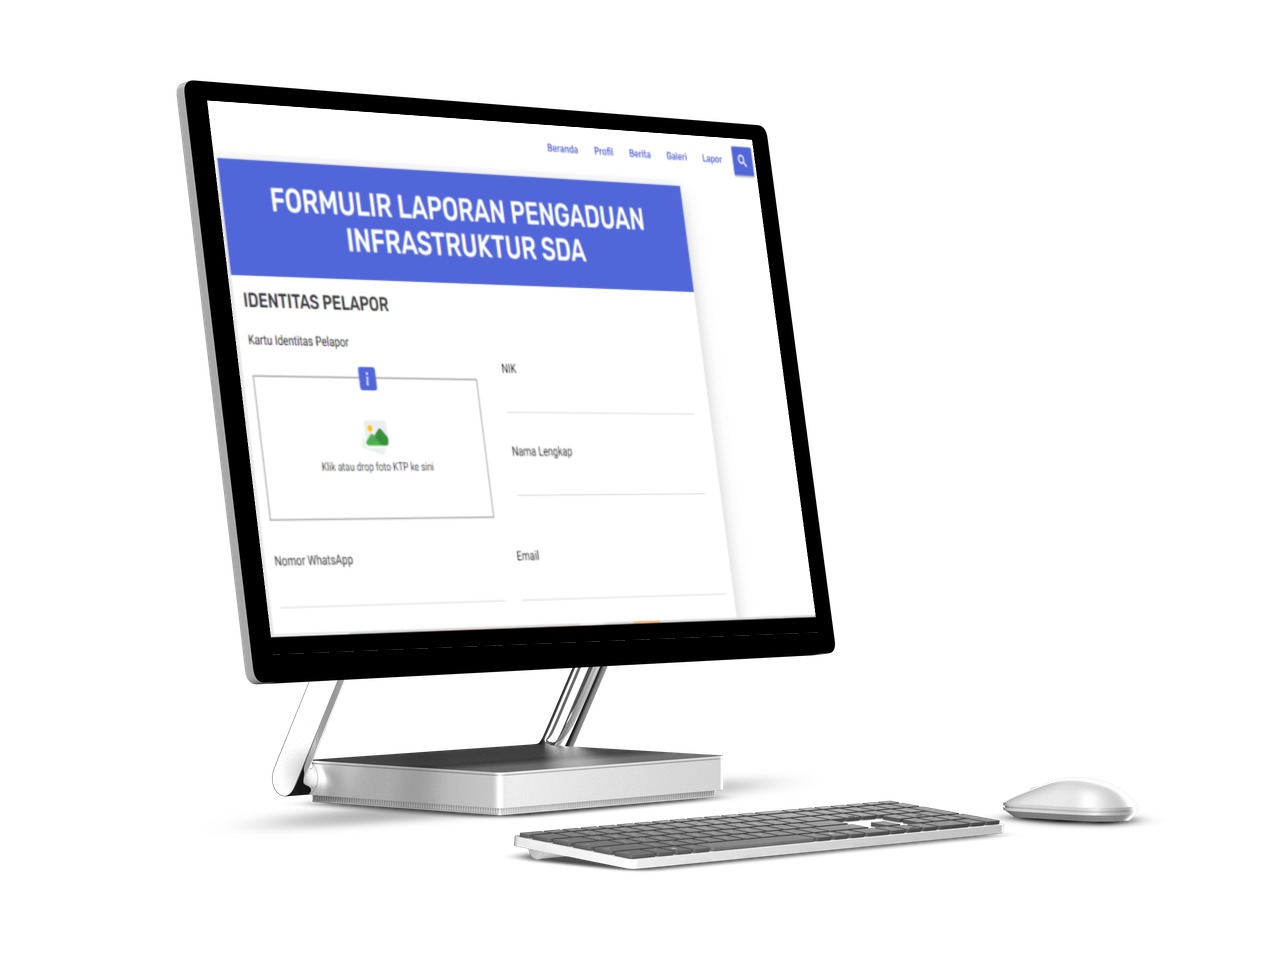 Beranda Profil Berita Galeri Lapor
FORMULIR LAPORAN PENGADUAN
INFRASTRUKTUR SDA
IDENTITAS PELAPOR
Kartu Identitas Pelapor
i
Klik atau drop foto KTP ke sini
NIK
Nama Lengkap
Nomor WhatsApp
Email